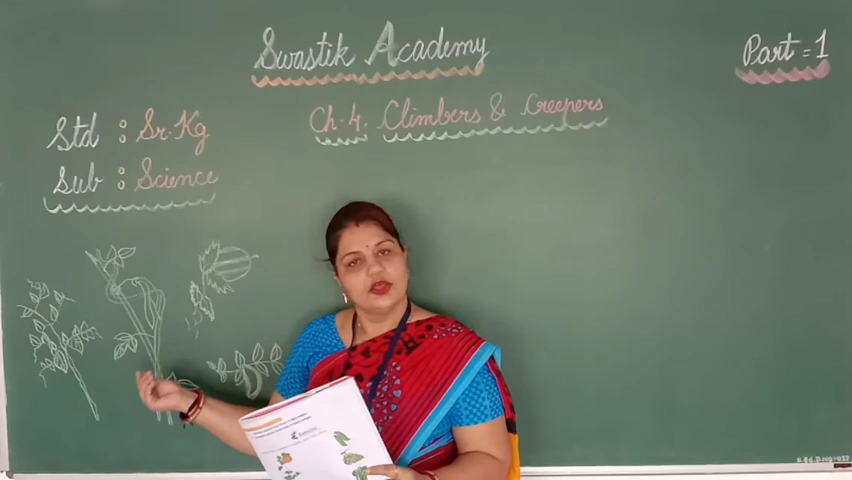 Swastik Academy
Part = 1
Std : Sr. Kg
Ch. 4. Climbers & Creepers
Sub : Science